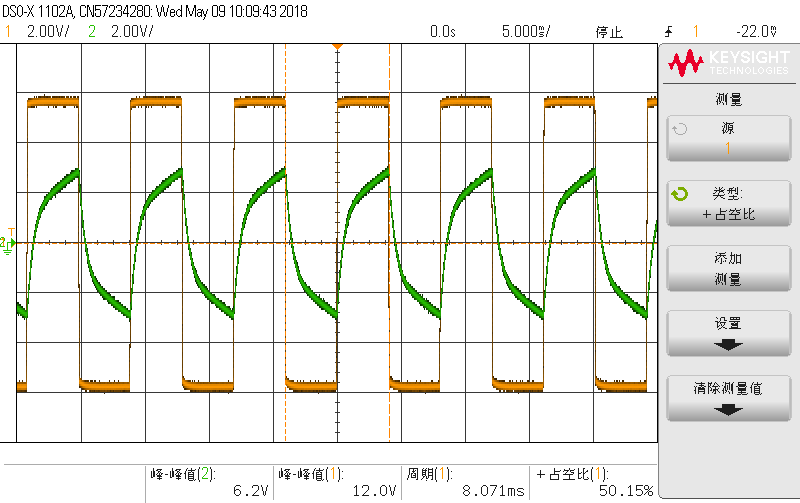 DSO-X 1102A, CN57234280: Wed May 09 10:09:43 2018
1 2.00V/ 2 2.00V/ 0.0s 5.000%/ 停止 1 -22.0%
KEYSIGHT
TECHNOLOGIES
测量
源
1
类型:
+占空比
添加
测量
设置
清除测量值
T
2
峰-峰值(2): 峰-峰值(1): 周期(1): +占空比(1):
6.2V 12.0V 8.071ms 50.15%